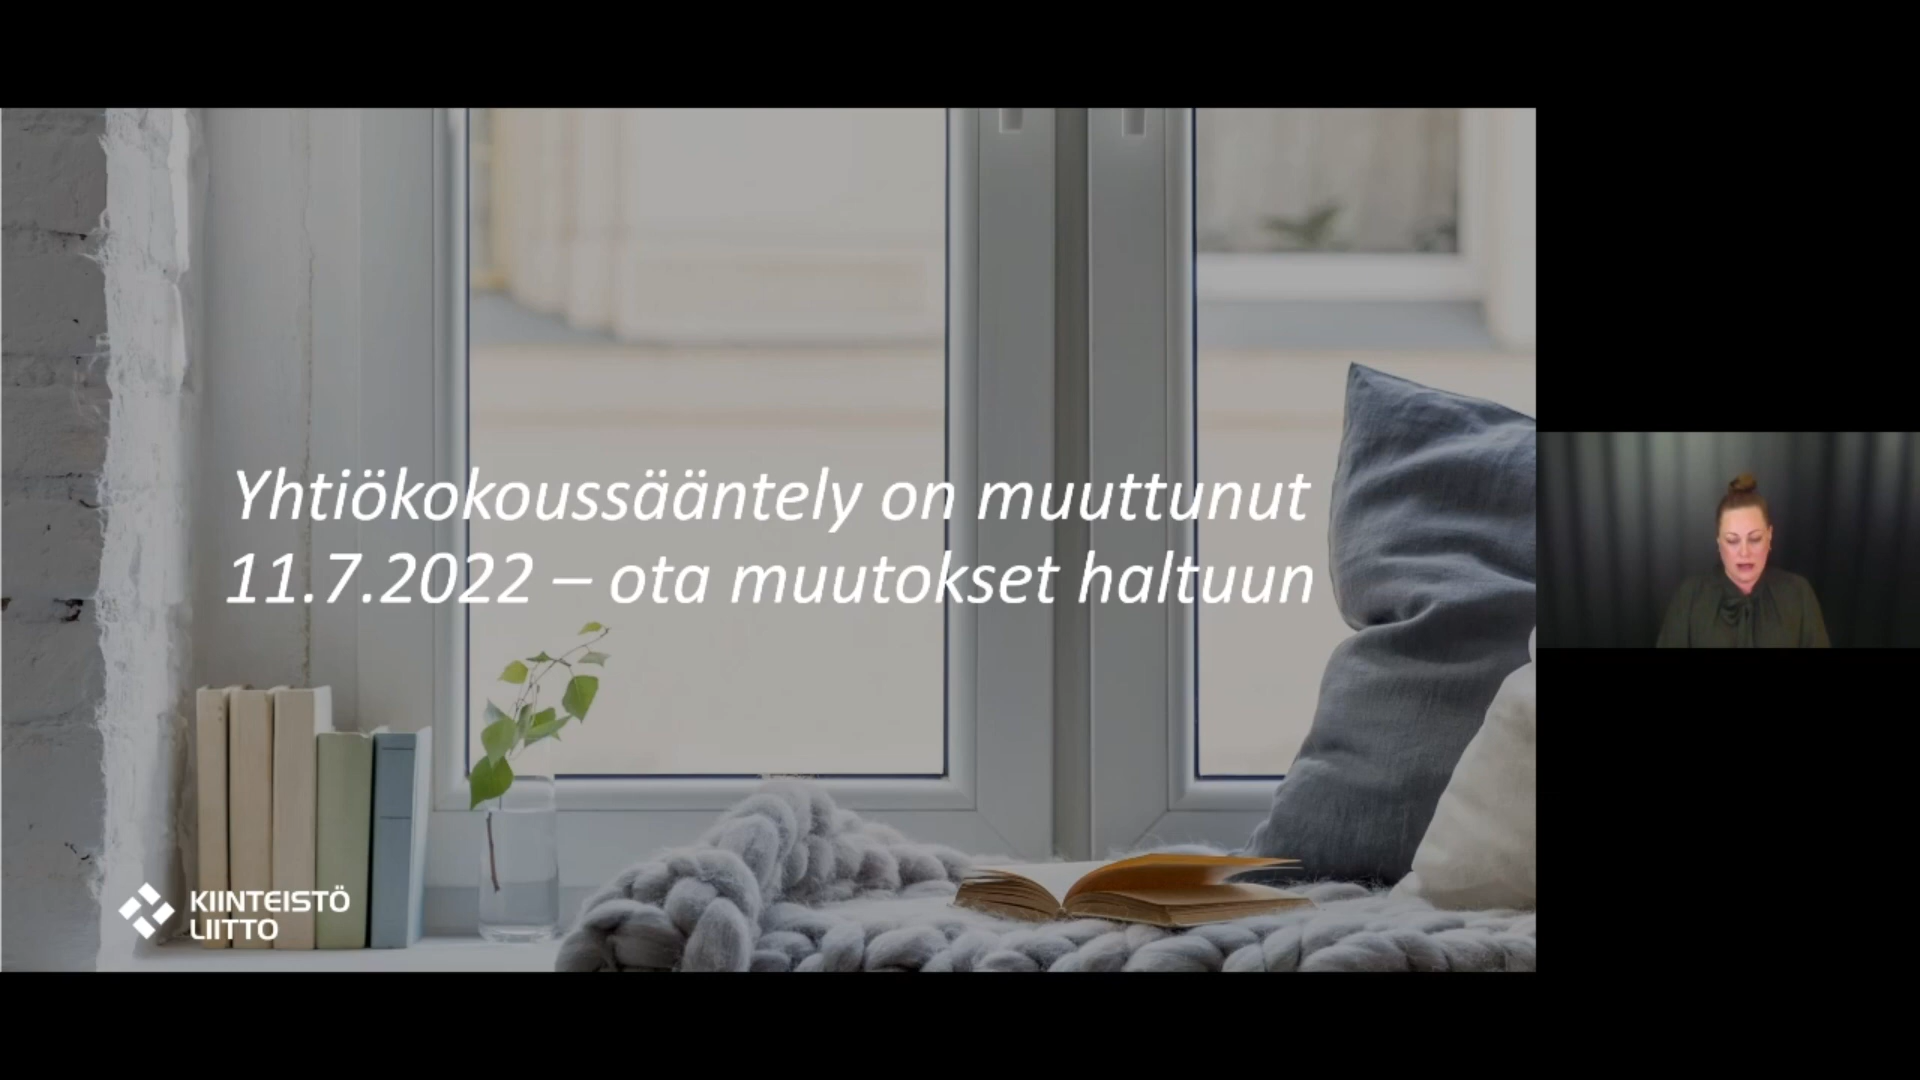 Yhtiökokoussääntely on muuttunut
11.7.2022 – ota muutokset haltuun
KIINTEISTÖ
LIITTO